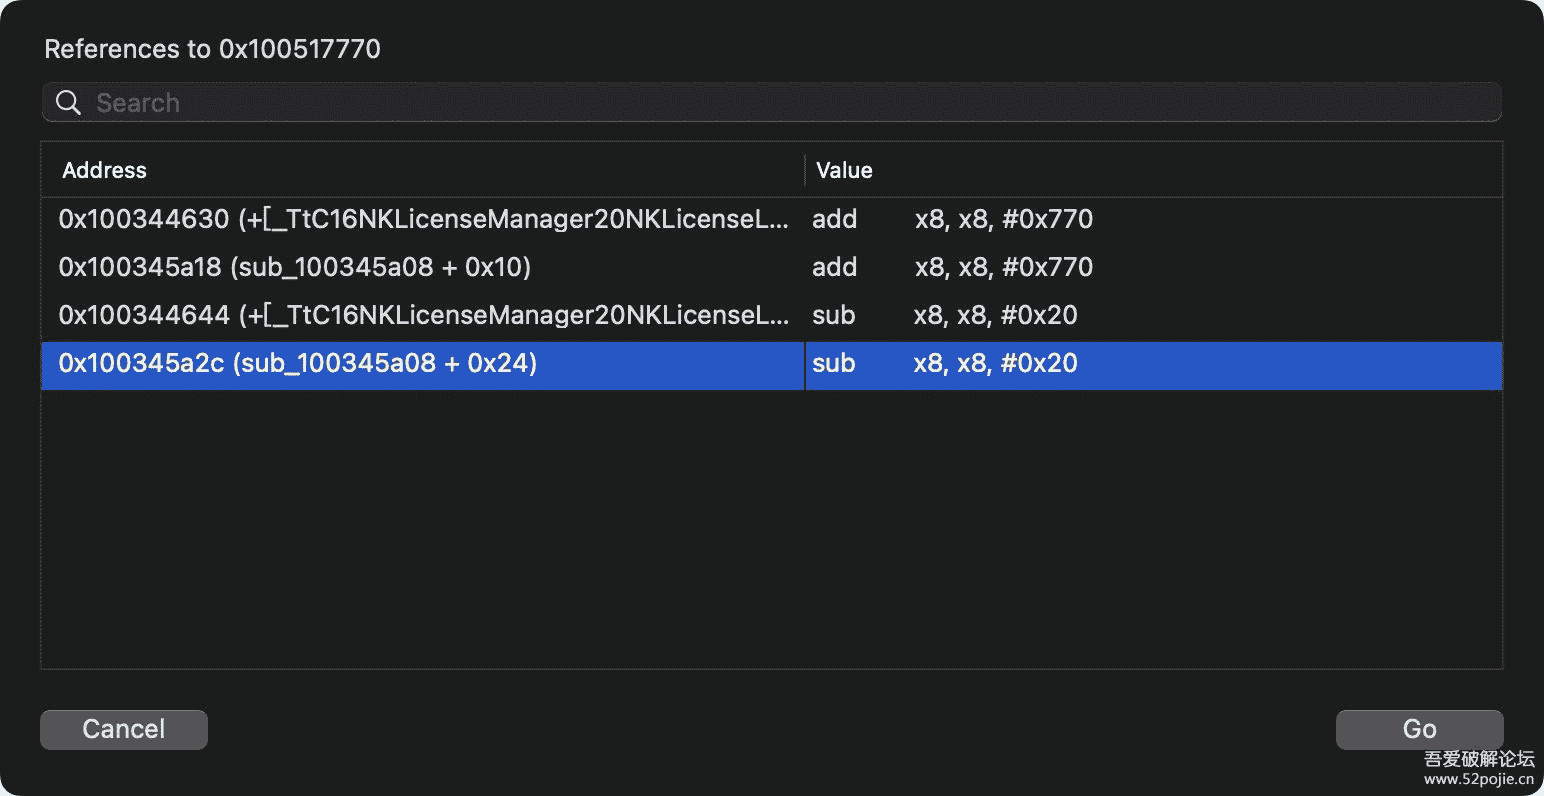 References to 0x100517770
Search
Address Value
0x100344630 (+[_TtC16NKLicenseManager20NKLicenseL... add x8, x8, #0x770
0x100345a18 (sub_100345a08 + 0x10) add x8, x8, #0x770
0x100344644 (+[_TtC16NKLicenseManager20NKLicenseL... sub x8, x8, #0x20
0x100345a2c (sub_100345a08 + 0x24) sub x8, x8, #0x20
Cancel Go
吾爱破解论坛
www.52pojie.cn